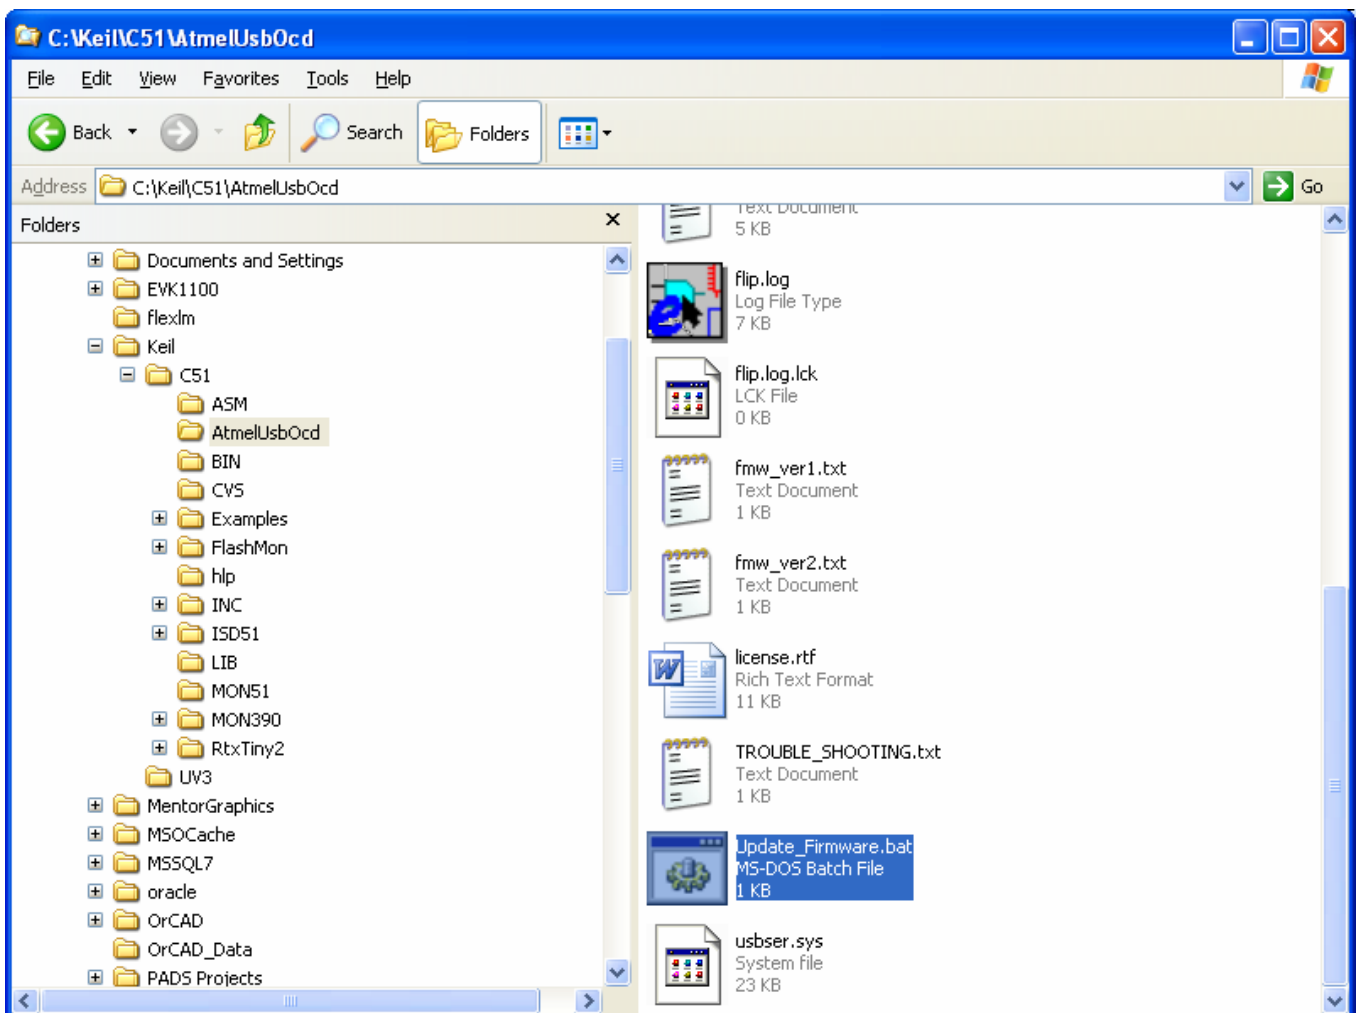 C:\Keil\C51\AtmelUsbOcd
File Edit View Favorites Tools Help
Back Search Folders
Address C:\Keil\C51\AtmelUsbOcd Go
Folders
Documents and Settings
EVK1100
flexlm
Keil
C51
ASM
AtmelUsbOcd
BIN
CVS
Examples
FlashMon
hlp
INC
ISD51
LIB
MON51
MON390
RtxTiny2
UV3
MentorGraphics
MSOCache
MSSQL7
oracle
OrCAD
OrCAD_Data
PADS Projects
Text Document
5 KB
flip.log
Log File Type
7 KB
flip.log.lck
LCK File
0 KB
fmw_ver1.txt
Text Document
1 KB
fmw_ver2.txt
Text Document
1 KB
license.rtf
Rich Text Format
11 KB
TROUBLE_SHOOTING.txt
Text Document
1 KB
Update_Firmware.bat
MS-DOS Batch File
1 KB
usbser.sys
System file
23 KB